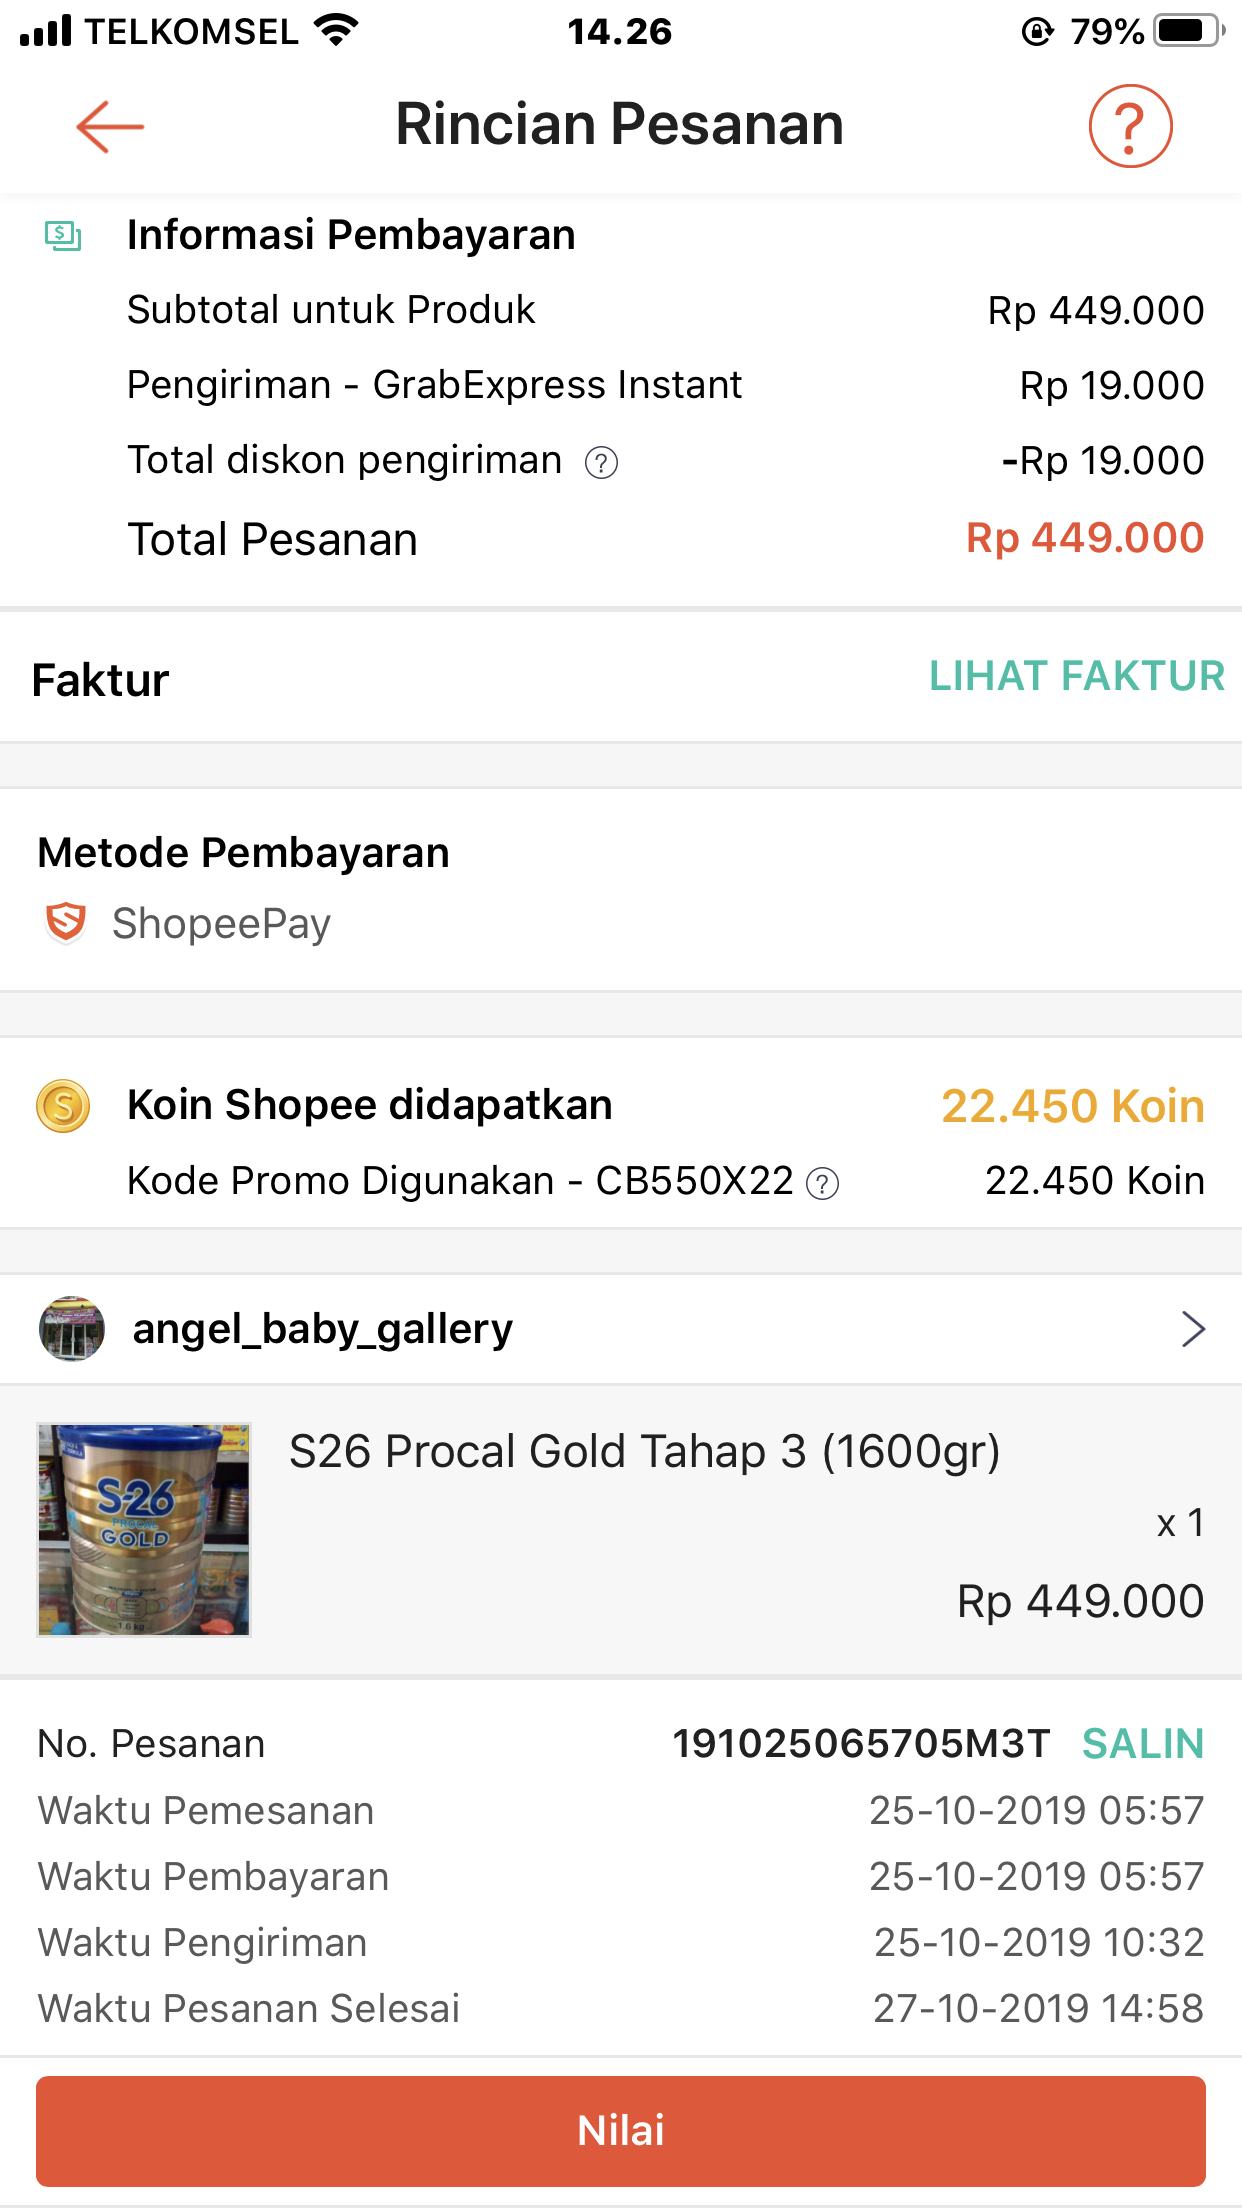 TELKOMSEL 14.26 79%
Rincian Pesanan ?
Informasi Pembayaran
Subtotal untuk Produk Rp 449.000
Pengiriman - GrabExpress Instant Rp 19.000
Total diskon pengiriman ? -Rp 19.000
Total Pesanan Rp 449.000
Faktur LIHAT FAKTUR
Metode Pembayaran
ShopeePay
Koin Shopee didapatkan 22.450 Koin
Kode Promo Digunakan - CB550X22 ? 22.450 Koin
angel_baby_gallery
S26 Procal Gold Tahap 3 (1600gr)
S-26
PROCAL
GOLD
1.6 kg
x 1
Rp 449.000
No. Pesanan 191025065705M3T SALIN
Waktu Pemesanan 25-10-2019 05:57
Waktu Pembayaran 25-10-2019 05:57
Waktu Pengiriman 25-10-2019 10:32
Waktu Pesanan Selesai 27-10-2019 14:58
Nilai